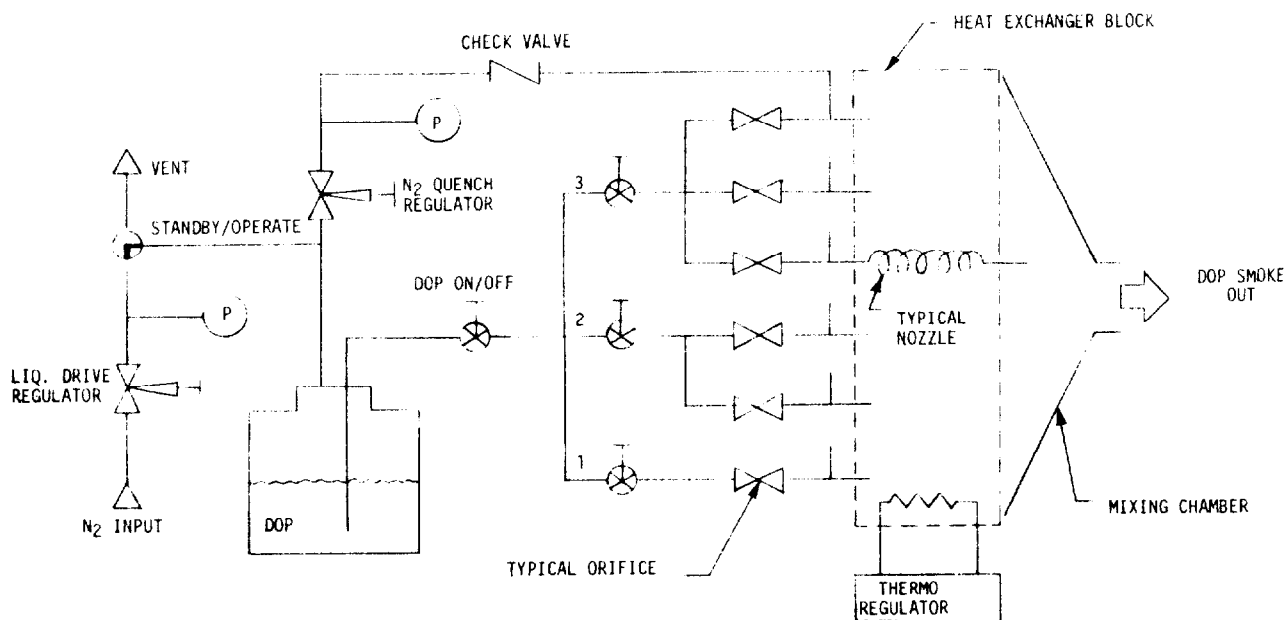 HEAT EXCHANGER BLOCK
CHECK VALVE
P
VENT
N2 QUENCH
REGULATOR
3
STANDBY/OPERATE
DOP ON/OFF
DOP SMOKE
OUT
P
2
TYPICAL
NOZZLE
LIQ. DRIVE
REGULATOR
1
N2 INPUT
DOP
MIXING CHAMBER
TYPICAL ORIFICE
THERMO
REGULATOR